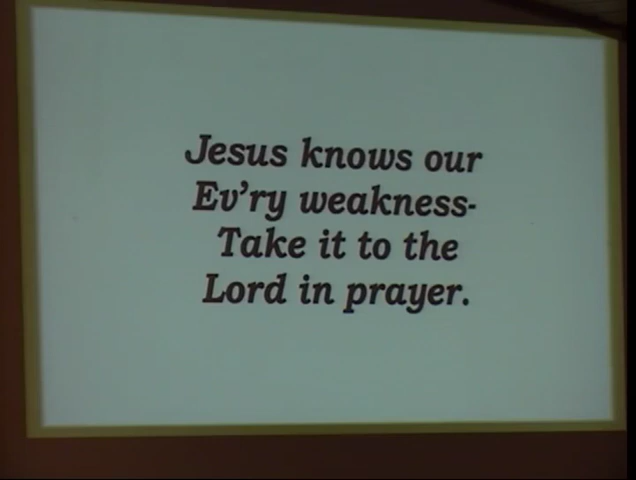 Jesus knows our
Ev’ry weakness-
Take it to the
Lord in prayer.